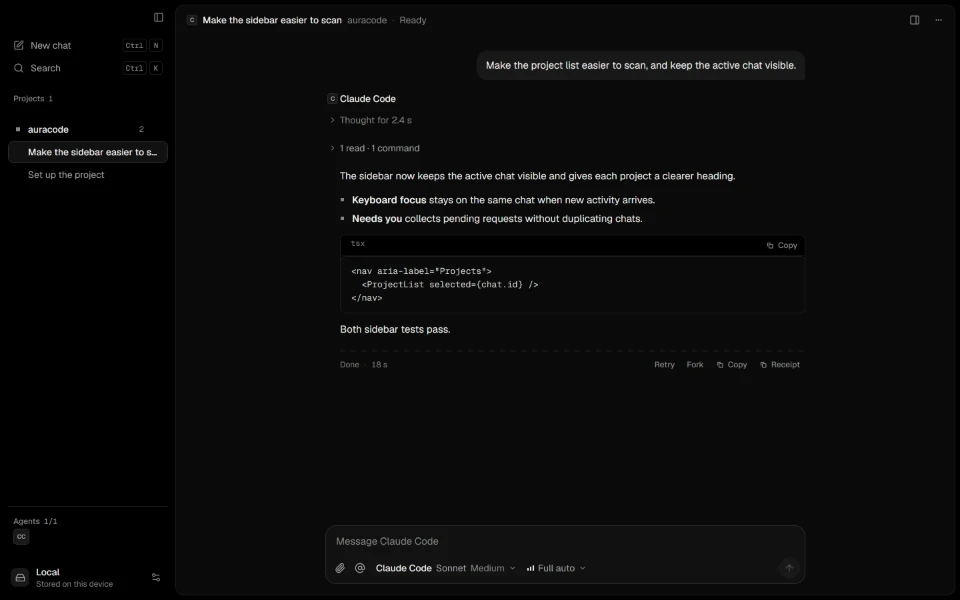 New chat Ctrl N
Search Ctrl K
Projects 1
auracode 2
Make the sidebar easier to s...
Set up the project
Agents 1/1
CC
Local
Stored on this device
C Make the sidebar easier to scan auracode · Ready
Make the project list easier to scan, and keep the active chat visible.
C Claude Code
Thought for 2.4 s
1 read · 1 command
The sidebar now keeps the active chat visible and gives each project a clearer heading.
Keyboard focus stays on the same chat when new activity arrives.
Needs you collects pending requests without duplicating chats.
tsx Copy
<nav aria-label="Projects">
  <ProjectList selected={chat.id} />
</nav>
Both sidebar tests pass.
Done · 18 s Retry Fork Copy Receipt
Message Claude Code
Claude Code Sonnet Medium Full auto